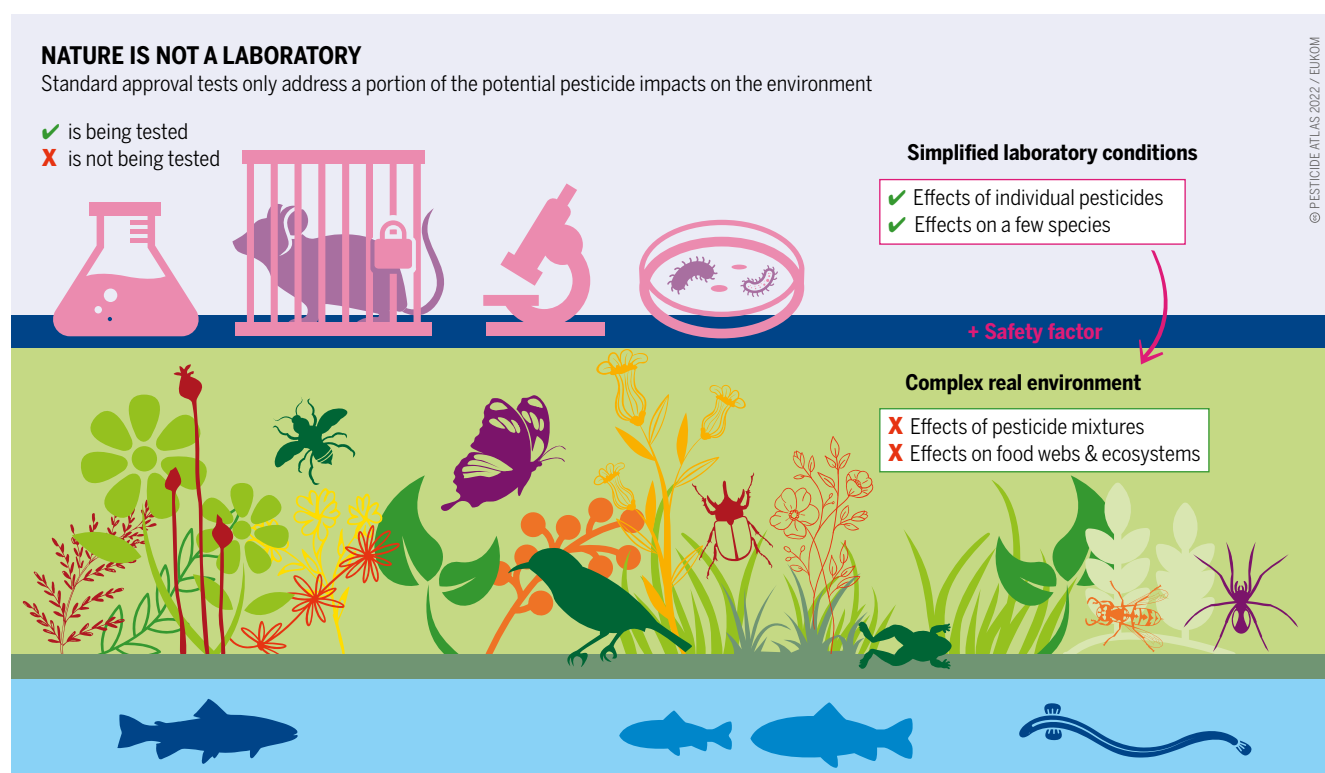 NATURE IS NOT A LABORATORY
Standard approval tests only address a portion of the potential pesticide impacts on the environment
✔ is being tested
X is not being tested
Simplified laboratory conditions
✔ Effects of individual pesticides
✔ Effects on a few species
+ Safety factor
Complex real environment
X Effects of pesticide mixtures
X Effects on food webs & ecosystems
PESTICIDE ATLAS 2022 / EUKOM